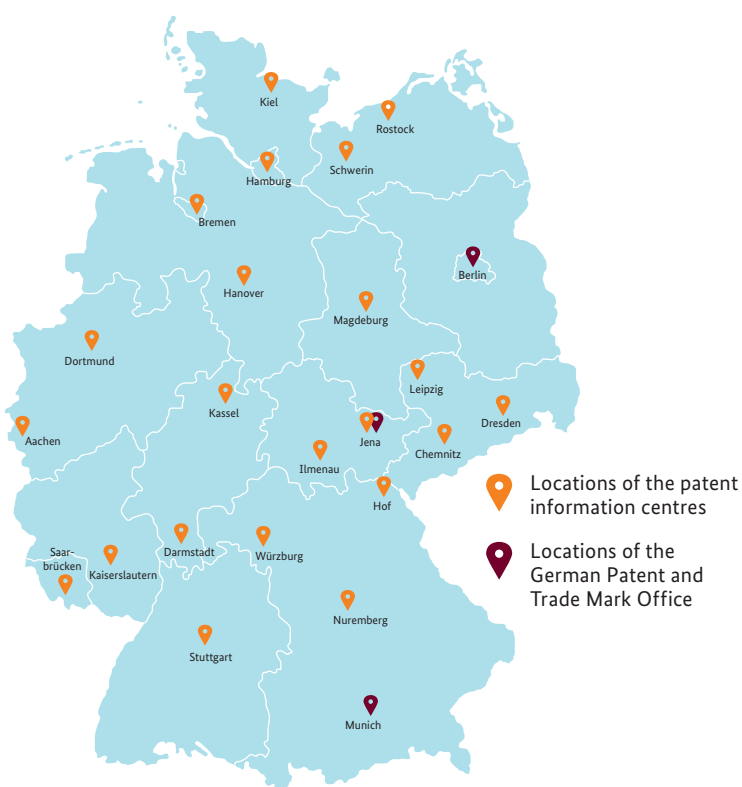 Kiel
Rostock
Schwerin
Hamburg
Bremen
Berlin
Hanover
Magdeburg
Dortmund
Leipzig
Kassel
Dresden
Aachen
Jena
Chemnitz
Ilmenau
Hof
Saar-
brücken
Kaiserslautern
Darmstadt
Würzburg
Nuremberg
Stuttgart
Munich
Locations of the patent
information centres
Locations of the
German Patent and
Trade Mark Office